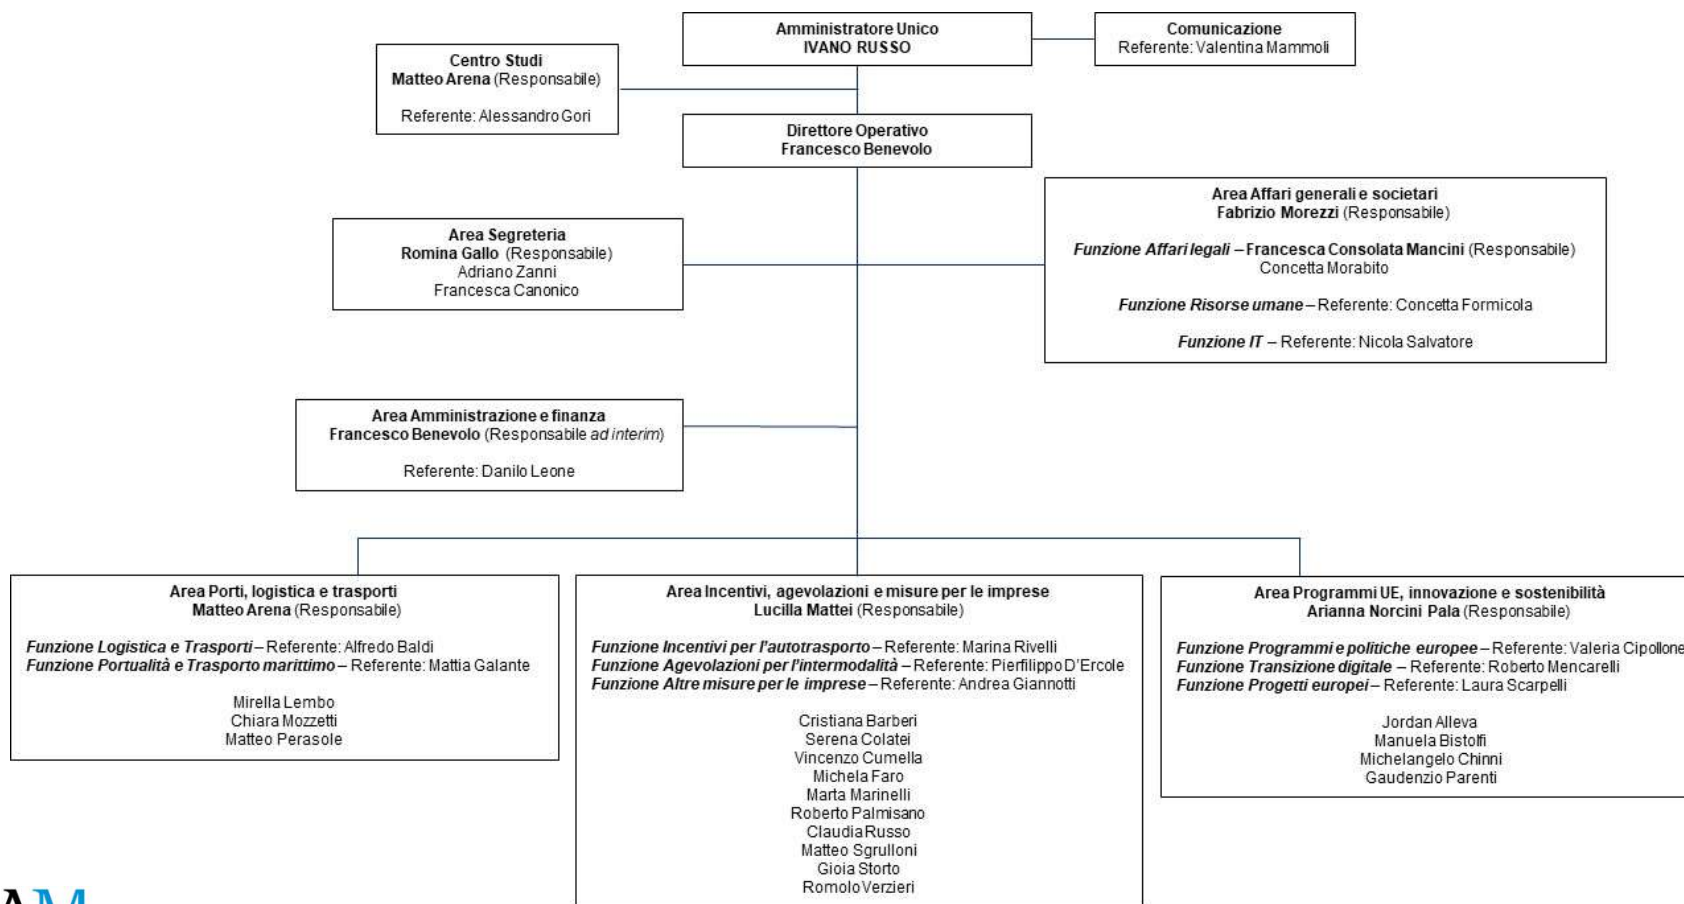 Amministratore Unico
IVANO RUSSO
Comunicazione
Referente: Valentina Mammoli
Centro Studi
Matteo Arena (Responsabile)
Referente: Alessandro Gori
Direttore Operativo
Francesco Benevolo
Area Affari generali e societari
Fabrizio Morezzi (Responsabile)
Funzione Affari legali – Francesca Consolata Mancini (Responsabile)
Concetta Morabito
Funzione Risorse umane – Referente: Concetta Formicola
Funzione IT – Referente: Nicola Salvatore
Area Segreteria
Romina Gallo (Responsabile)
Adriano Zanni
Francesca Canonico
Area Amministrazione e finanza
Francesco Benevolo (Responsabile ad interim)
Referente: Danilo Leone
Area Porti, logistica e trasporti
Matteo Arena (Responsabile)
Funzione Logistica e Trasporti – Referente: Alfredo Baldi
Funzione Portualità e Trasporto marittimo – Referente: Mattia Galante
Mirella Lembo
Chiara Mozzetti
Matteo Perasole
Area Incentivi, agevolazioni e misure per le imprese
Lucilla Mattei (Responsabile)
Funzione Incentivi per l'autotrasporto – Referente: Marina Rivelli
Funzione Agevolazioni per l'intermodalità – Referente: Pierfilippo D'Ercole
Funzione Altre misure per le imprese – Referente: Andrea Giannotti
Cristiana Barberi
Serena Colatei
Vincenzo Cumella
Michela Faro
Marta Marinelli
Roberto Palmisano
Claudia Russo
Matteo Sgrulloni
Gioia Storto
Romolo Verzieri
Area Programmi UE, innovazione e sostenibilità
Arianna Norcini Pala (Responsabile)
Funzione Programmi e politiche europee – Referente: Valeria Cipollone
Funzione Transizione digitale – Referente: Roberto Mencarelli
Funzione Progetti europei – Referente: Laura Scarpelli
Jordan Alleva
Manuela Bistolfi
Michelangelo Chinni
Gaudenzio Parenti